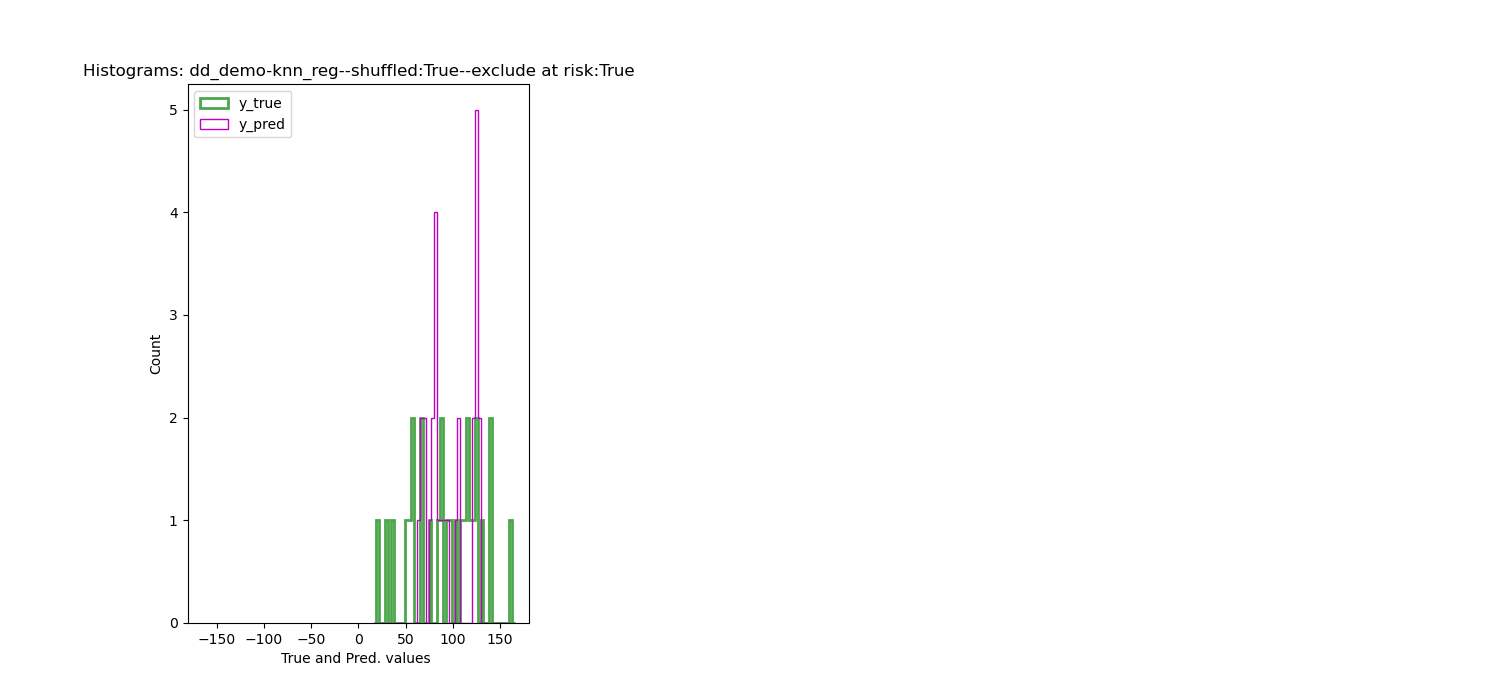 Histograms: dd_demo-knn_reg--shuffled:True--exclude at risk:True
y_true
y_pred
5
4
3
2
1
0
Count
−150 −100 −50 0 50 100 150
True and Pred. values